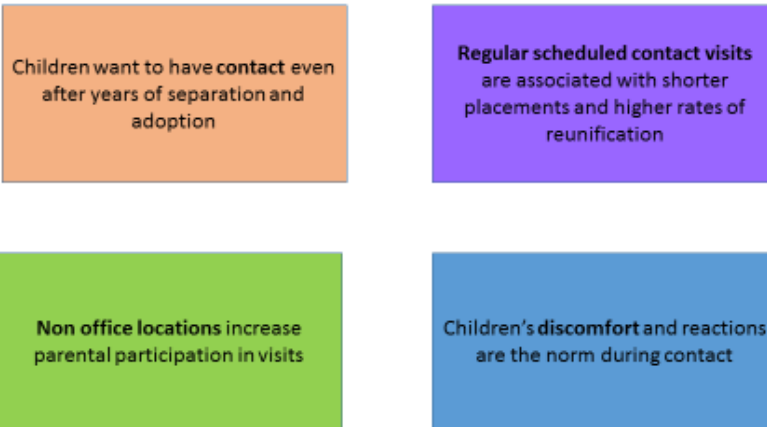 Children want to have contact even
after years of separation and
adoption
Regular scheduled contact visits
are associated with shorter
placements and higher rates of
reunification
Non office locations increase
parental participation in visits
Children's discomfort and reactions
are the norm during contact